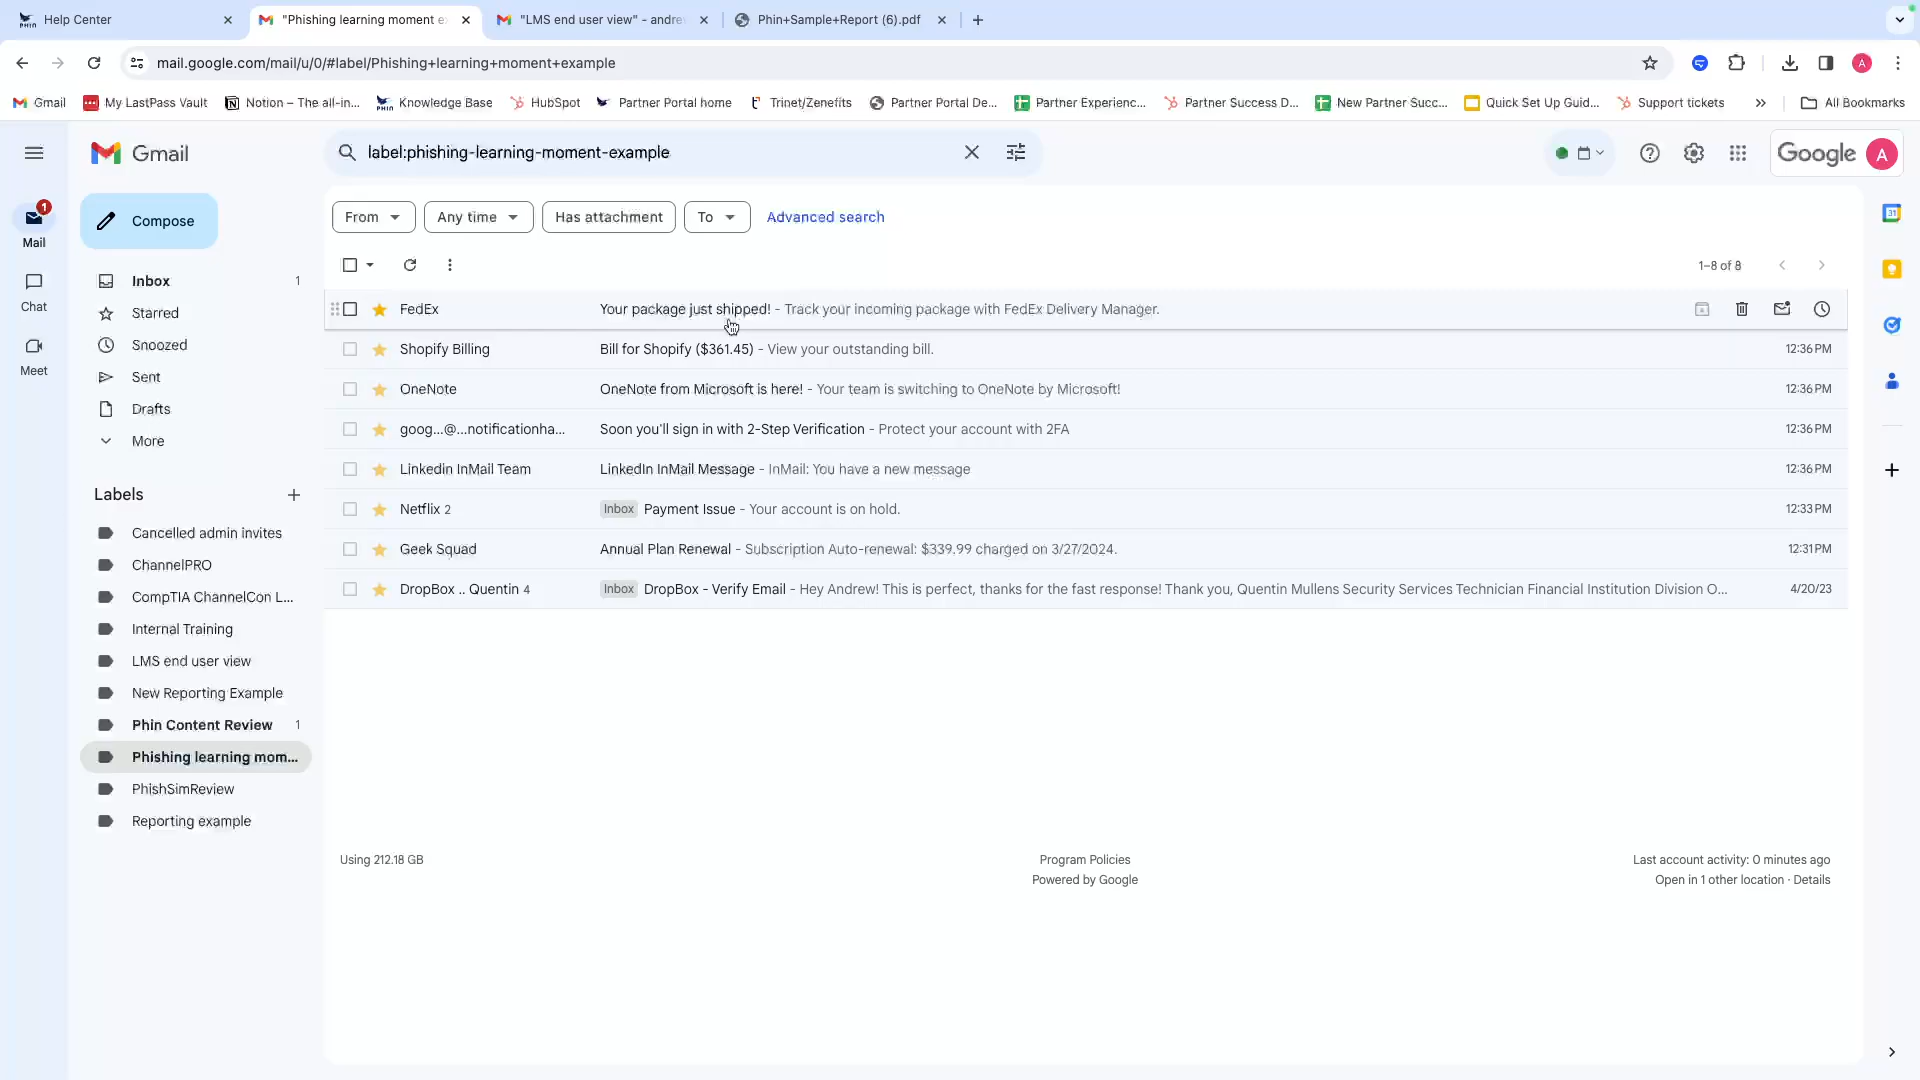 Help Center
"Phishing learning moment e
"LMS end user view" - andre
Phin+Sample+Report (6).pdf
mail.google.com/mail/u/0/#label/Phishing+learning+moment+example
A
Gmail
My LastPass Vault
Notion – The all-in...
Knowledge Base
HubSpot
Partner Portal home
Trinet/Zenefits
Partner Portal De...
Partner Experienc...
Partner Success D...
New Partner Succ...
Quick Set Up Guid...
Support tickets
»
All Bookmarks
Gmail
label:phishing-learning-moment-example
Google
A
1
Mail
Chat
Meet
Compose
Inbox 1
Starred
Snoozed
Sent
Drafts
More
Labels
Cancelled admin invites
ChannelPRO
CompTIA ChannelCon L...
Internal Training
LMS end user view
New Reporting Example
Phin Content Review 1
Phishing learning mom...
PhishSimReview
Reporting example
From
Any time
Has attachment
To
Advanced search
1–8 of 8
FedEx Your package just shipped! - Track your incoming package with FedEx Delivery Manager.
Shopify Billing Bill for Shopify ($361.45) - View your outstanding bill. 12:36 PM
OneNote OneNote from Microsoft is here! - Your team is switching to OneNote by Microsoft! 12:36 PM
goog...@...notificationha... Soon you'll sign in with 2-Step Verification - Protect your account with 2FA 12:36 PM
Linkedin InMail Team LinkedIn InMail Message - InMail: You have a new message 12:36 PM
Netflix 2 Inbox Payment Issue - Your account is on hold. 12:33 PM
Geek Squad Annual Plan Renewal - Subscription Auto-renewal: $339.99 charged on 3/27/2024. 12:31 PM
DropBox .. Quentin 4 Inbox DropBox - Verify Email - Hey Andrew! This is perfect, thanks for the fast response! Thank you, Quentin Mullens Security Services Technician Financial Institution Division O... 4/20/23
Using 212.18 GB
Program Policies
Powered by Google
Last account activity: 0 minutes ago
Open in 1 other location · Details
31